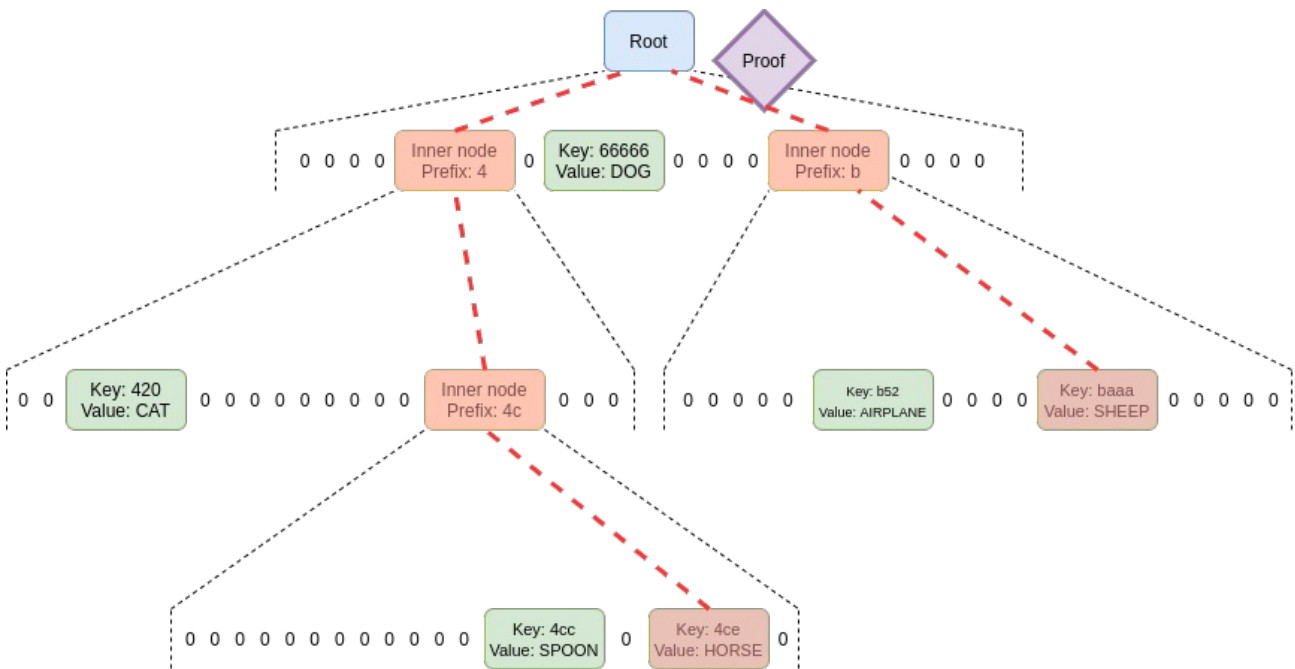 Root
Proof
0 0 0 0
Inner node
Prefix: 4
0
Key: 66666
Value: DOG
0 0 0 0
Inner node
Prefix: b
0 0 0 0
0 0
Key: 420
Value: CAT
0 0 0 0 0 0 0 0 0
Inner node
Prefix: 4c
0 0 0
0 0 0 0 0
Key: b52
Value: AIRPLANE
0 0 0 0
Key: baaa
Value: SHEEP
0 0 0 0 0
0 0 0 0 0 0 0 0 0 0 0 0
Key: 4cc
Value: SPOON
0
Key: 4ce
Value: HORSE
0